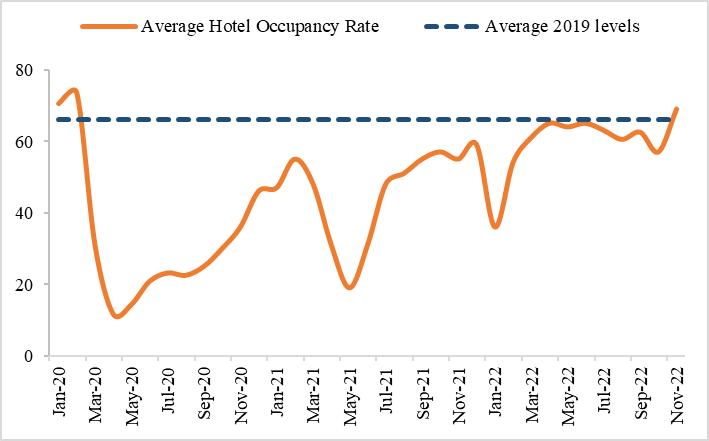 Average Hotel Occupancy Rate
Average 2019 levels
80
60
40
20
0
Jan-20
Mar-20
May-20
Jul-20
Sep-20
Nov-20
Jan-21
Mar-21
May-21
Jul-21
Sep-21
Nov-21
Jan-22
Mar-22
May-22
Jul-22
Sep-22
Nov-22